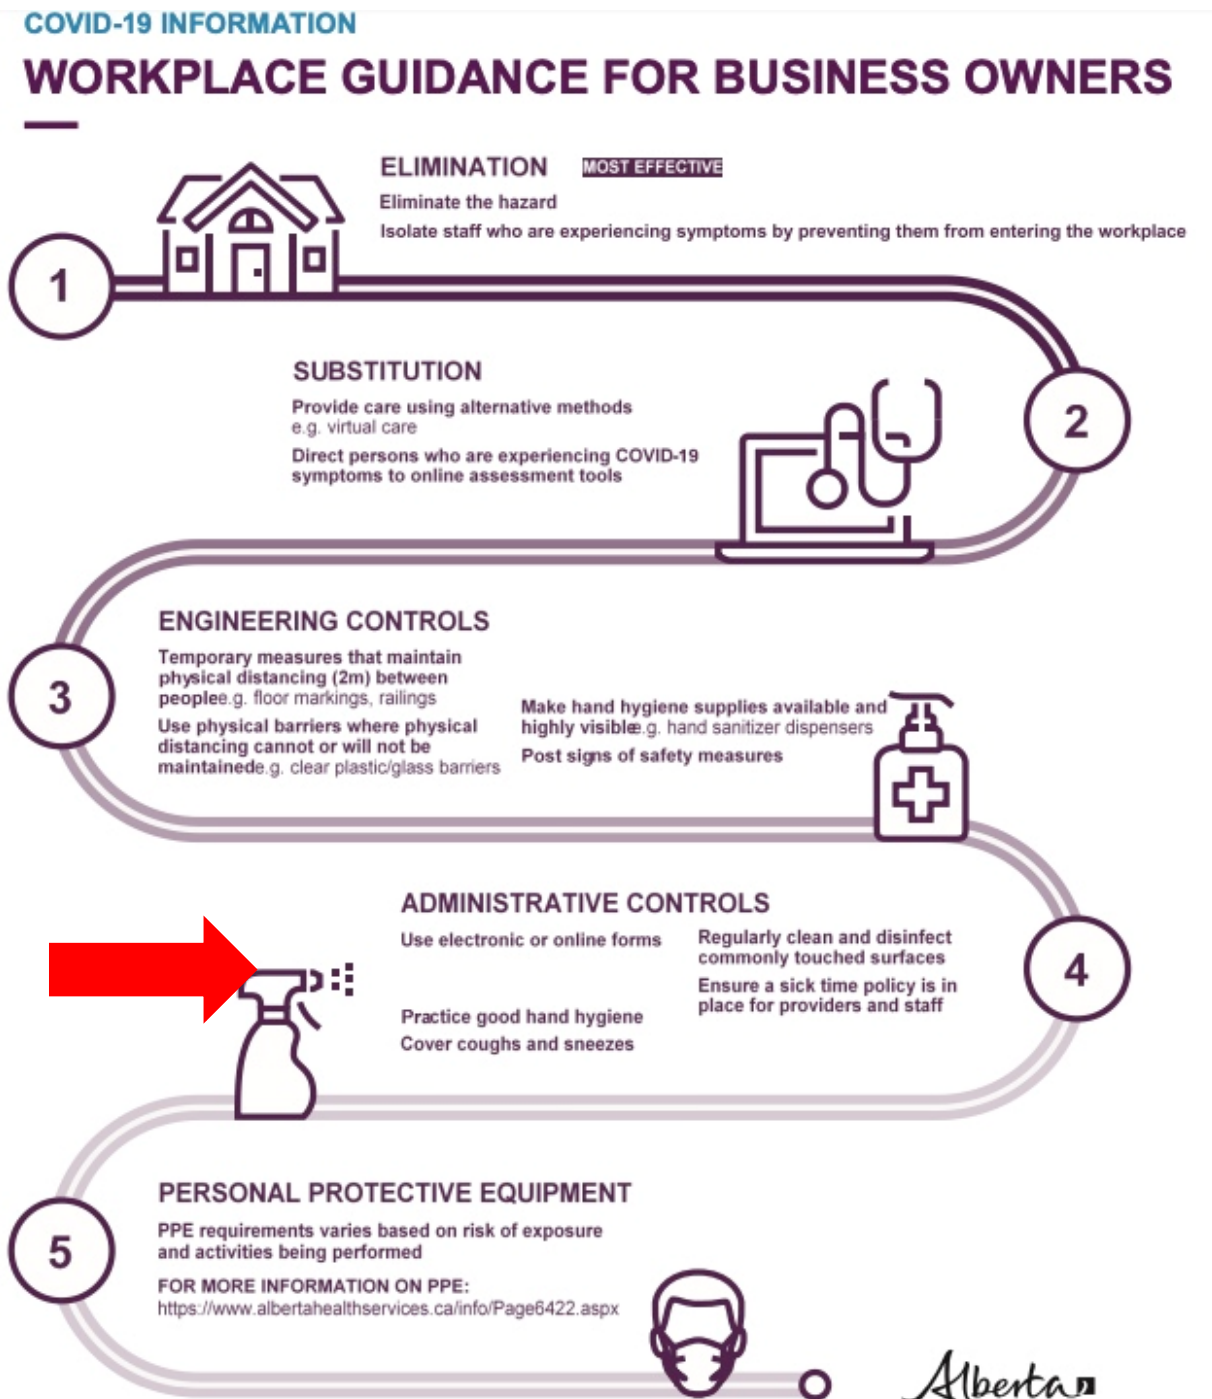 COVID-19 INFORMATION
WORKPLACE GUIDANCE FOR BUSINESS OWNERS
ELIMINATION MOST EFFECTIVE
Eliminate the hazard
Isolate staff who are experiencing symptoms by preventing them from entering the workplace
1
SUBSTITUTION
Provide care using alternative methods
e.g. virtual care
Direct persons who are experiencing COVID-19
symptoms to online assessment tools
2
ENGINEERING CONTROLS
Temporary measures that maintain
physical distancing (2m) between
peoplee.g. floor markings, railings
Use physical barriers where physical
distancing cannot or will not be
maintainede.g. clear plastic/glass barriers
Make hand hygiene supplies available and
highly visiblee.g. hand sanitizer dispensers
Post signs of safety measures
3
ADMINISTRATIVE CONTROLS
Use electronic or online forms
Practice good hand hygiene
Cover coughs and sneezes
Regularly clean and disinfect
commonly touched surfaces
Ensure a sick time policy is in
place for providers and staff
4
PERSONAL PROTECTIVE EQUIPMENT
PPE requirements varies based on risk of exposure
and activities being performed
FOR MORE INFORMATION ON PPE:
https://www.albertahealthservices.ca/info/Page6422.aspx
5
Alberta